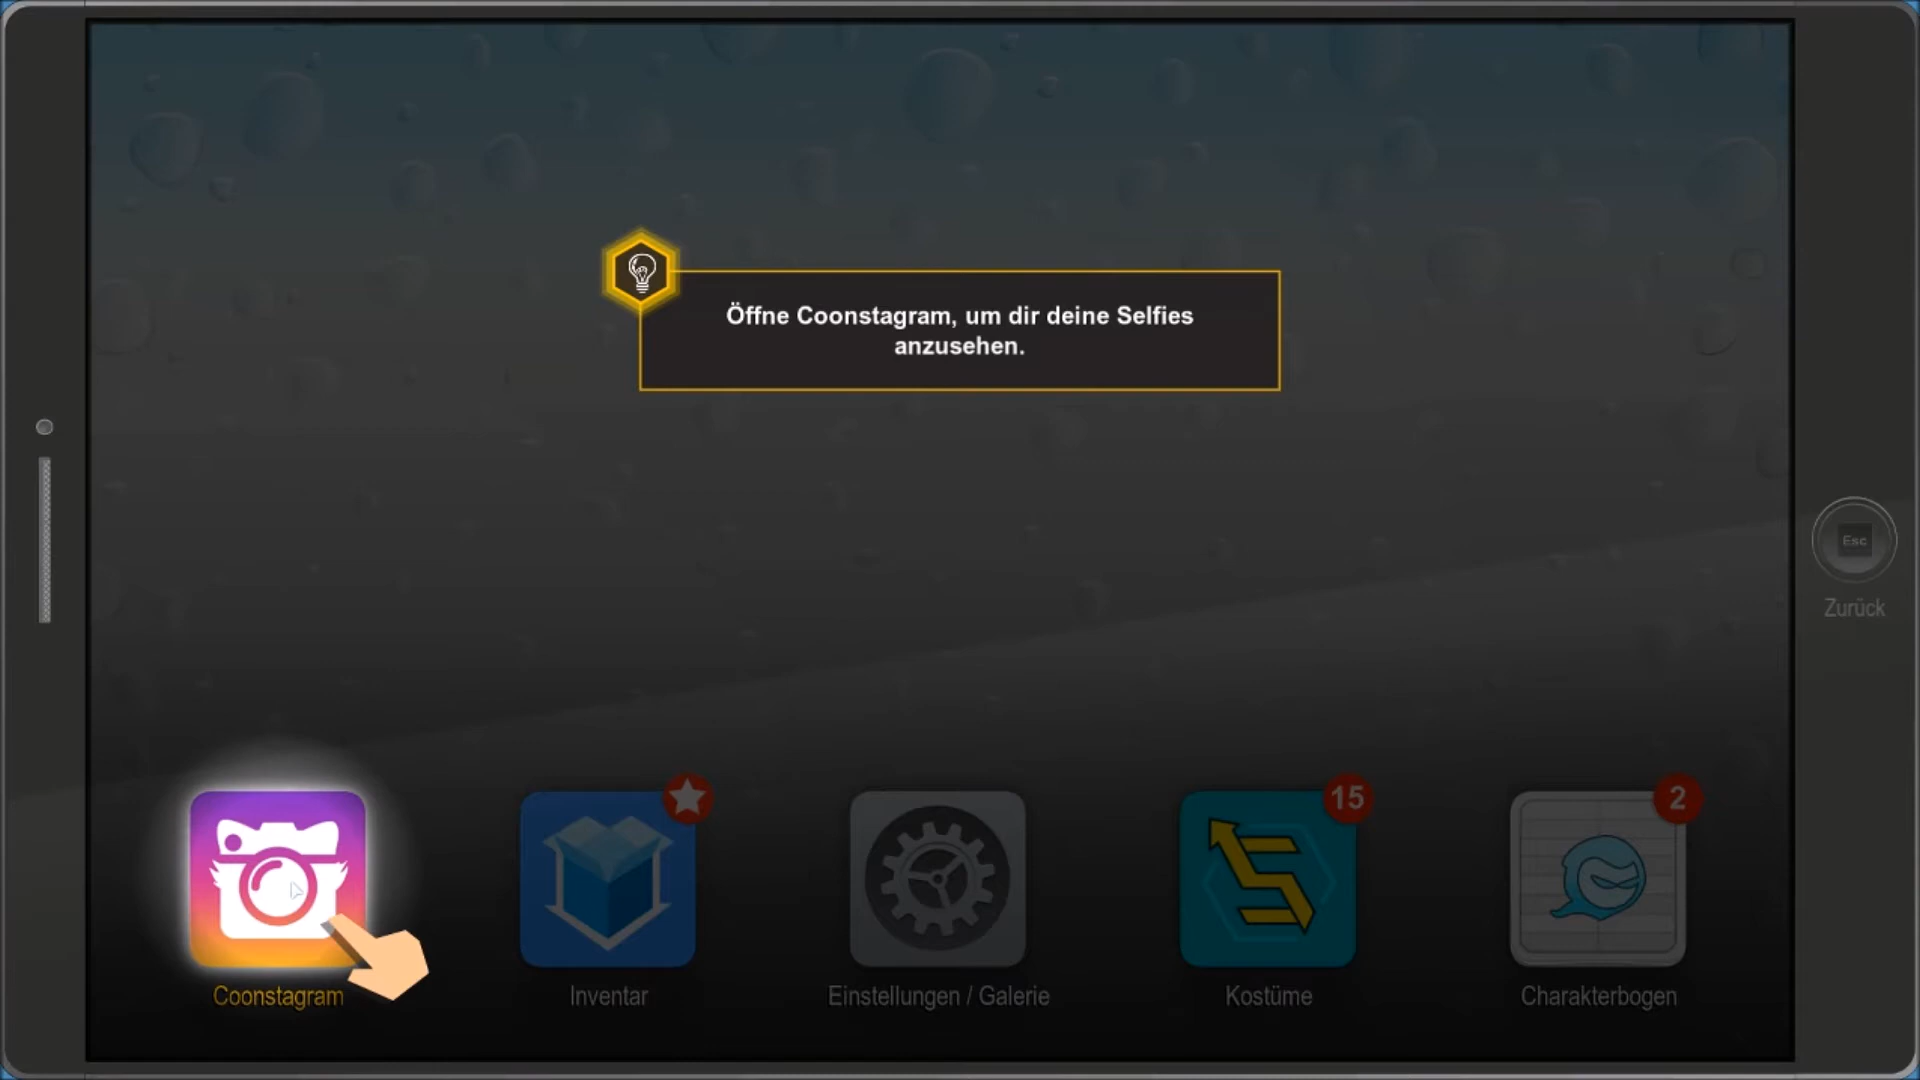 Öffne Coonstagram, um dir deine Selfies
anzusehen.
Esc
Zurück
15
2
Coonstagram
Inventar
Einstellungen / Galerie
Kostüme
Charakterbogen